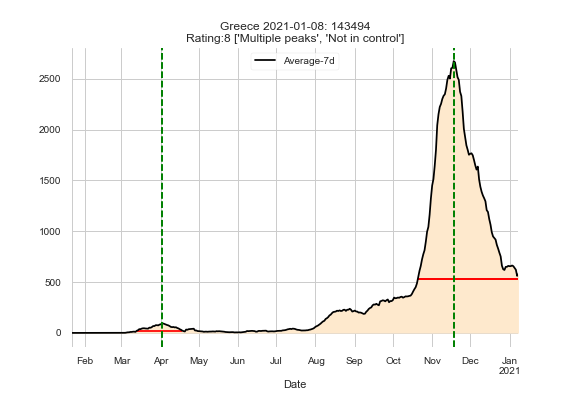 Greece 2021-01-08: 143494
Rating:8 ['Multiple peaks', 'Not in control']
Average-7d
2500
2000
1500
1000
500
0
Feb Mar Apr May Jun Jul Aug Sep Oct Nov Dec Jan
2021
Date